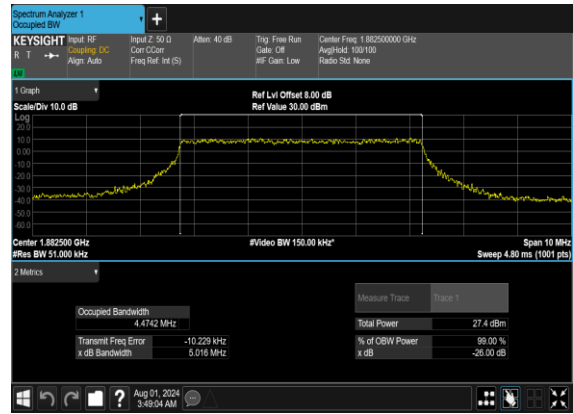 Spectrum Analyzer 1
Occupied BW
+
KEYSIGHT Input: RF Input Z: 50 Ω Atten: 40 dB Trig: Free Run Center Freq: 1.882500000 GHz
R T Coupling: DC Corr CCorr Gate: Off Avg|Hold: 100/100
Align: Auto Freq Ref: Int (S) #IF Gain: Low Radio Std: None
LW
1 Graph
Ref Lvl Offset 8.00 dB
Scale/Div 10.0 dB Ref Value 30.00 dBm
Log
20.0
10.0
0.00
-10.0
-20.0
-30.0
-40.0
-50.0
-60.0
Center 1.882500 GHz #Video BW 150.00 kHz* Span 10 MHz
#Res BW 51.000 kHz Sweep 4.80 ms (1001 pts)
2 Metrics
Measure Trace Trace 1
Occupied Bandwidth
4.4742 MHz Total Power 27.4 dBm
Transmit Freq Error -10.229 kHz % of OBW Power 99.00 %
x dB Bandwidth 5.016 MHz x dB -26.00 dB
? Aug 01, 2024
3:49:04 AM